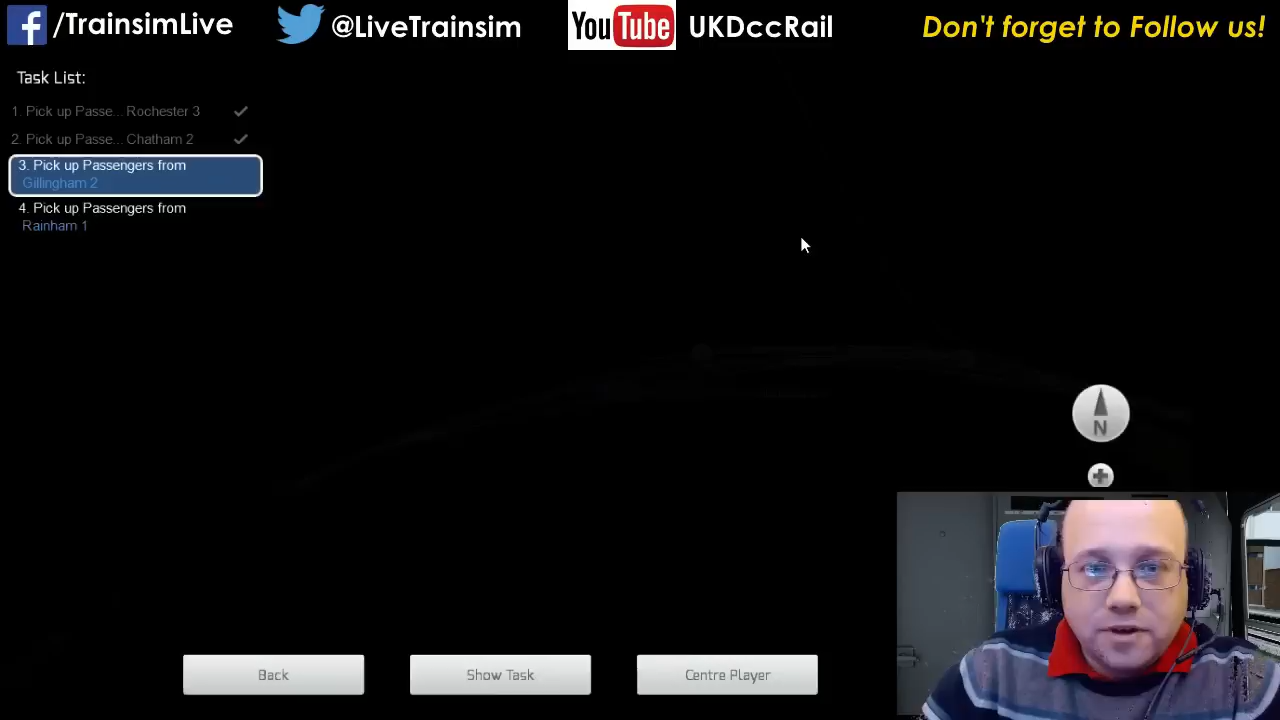 /TrainsimLive
@LiveTrainsim
YouTube
UKDccRail
Don't forget to Follow us!
Task List:
1. Pick up Passe... Rochester 3
2. Pick up Passe... Chatham 2
3. Pick up Passengers from
Gillingham 2
4. Pick up Passengers from
Rainham 1
N
Back
Show Task
Centre Player